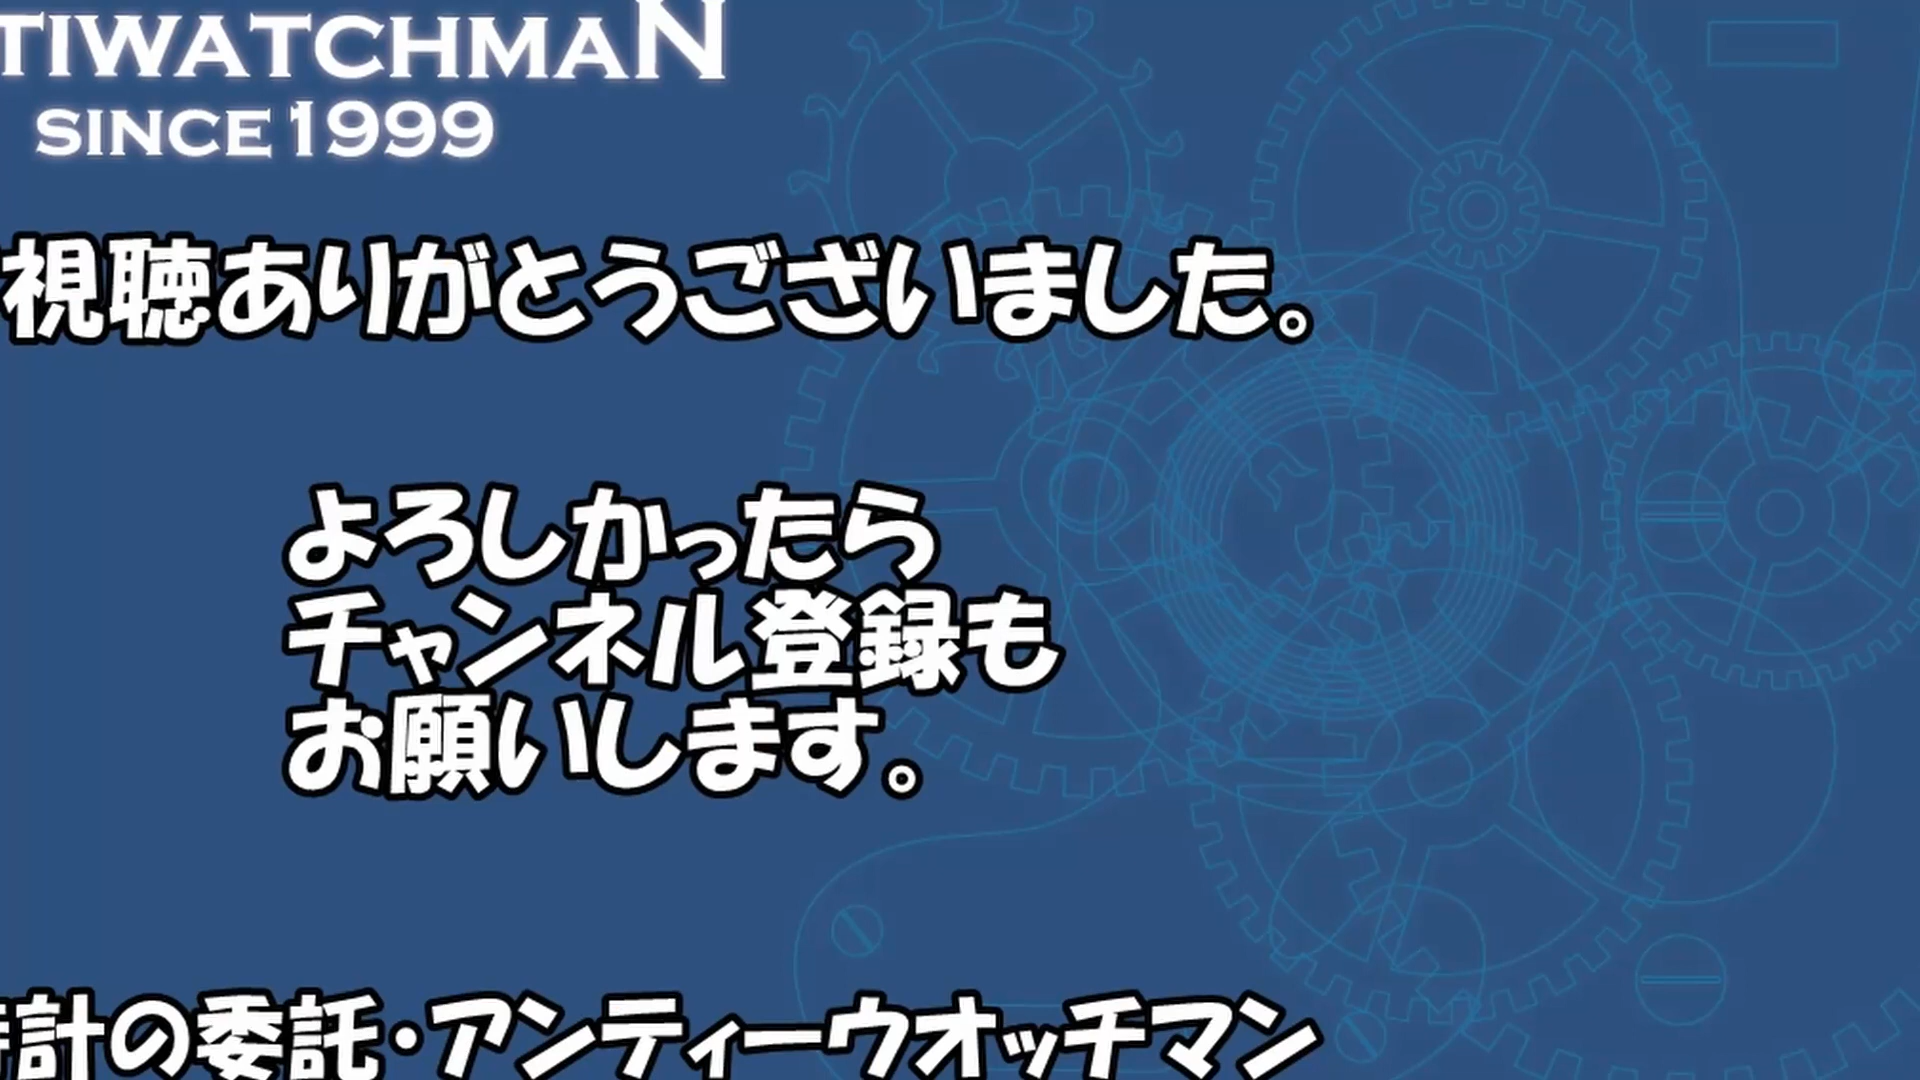 TIWATCHMAN
SINCE 1999
視聴ありがとうございました。
よろしかったら
チャンネル登録も
お願いします。
時計の委託・アンティーウオッチマン